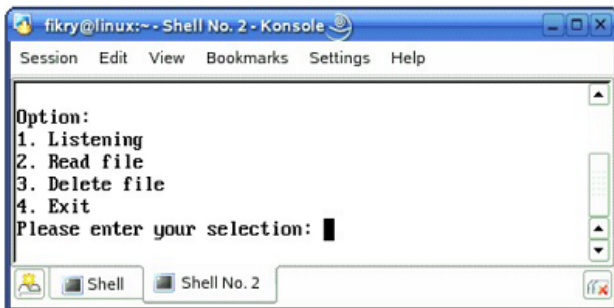 fikry@linux:~ - Shell No. 2 - Konsole
Session Edit View Bookmarks Settings Help
Option:
1. Listening
2. Read file
3. Delete file
4. Exit
Please enter your selection:
Shell Shell No. 2